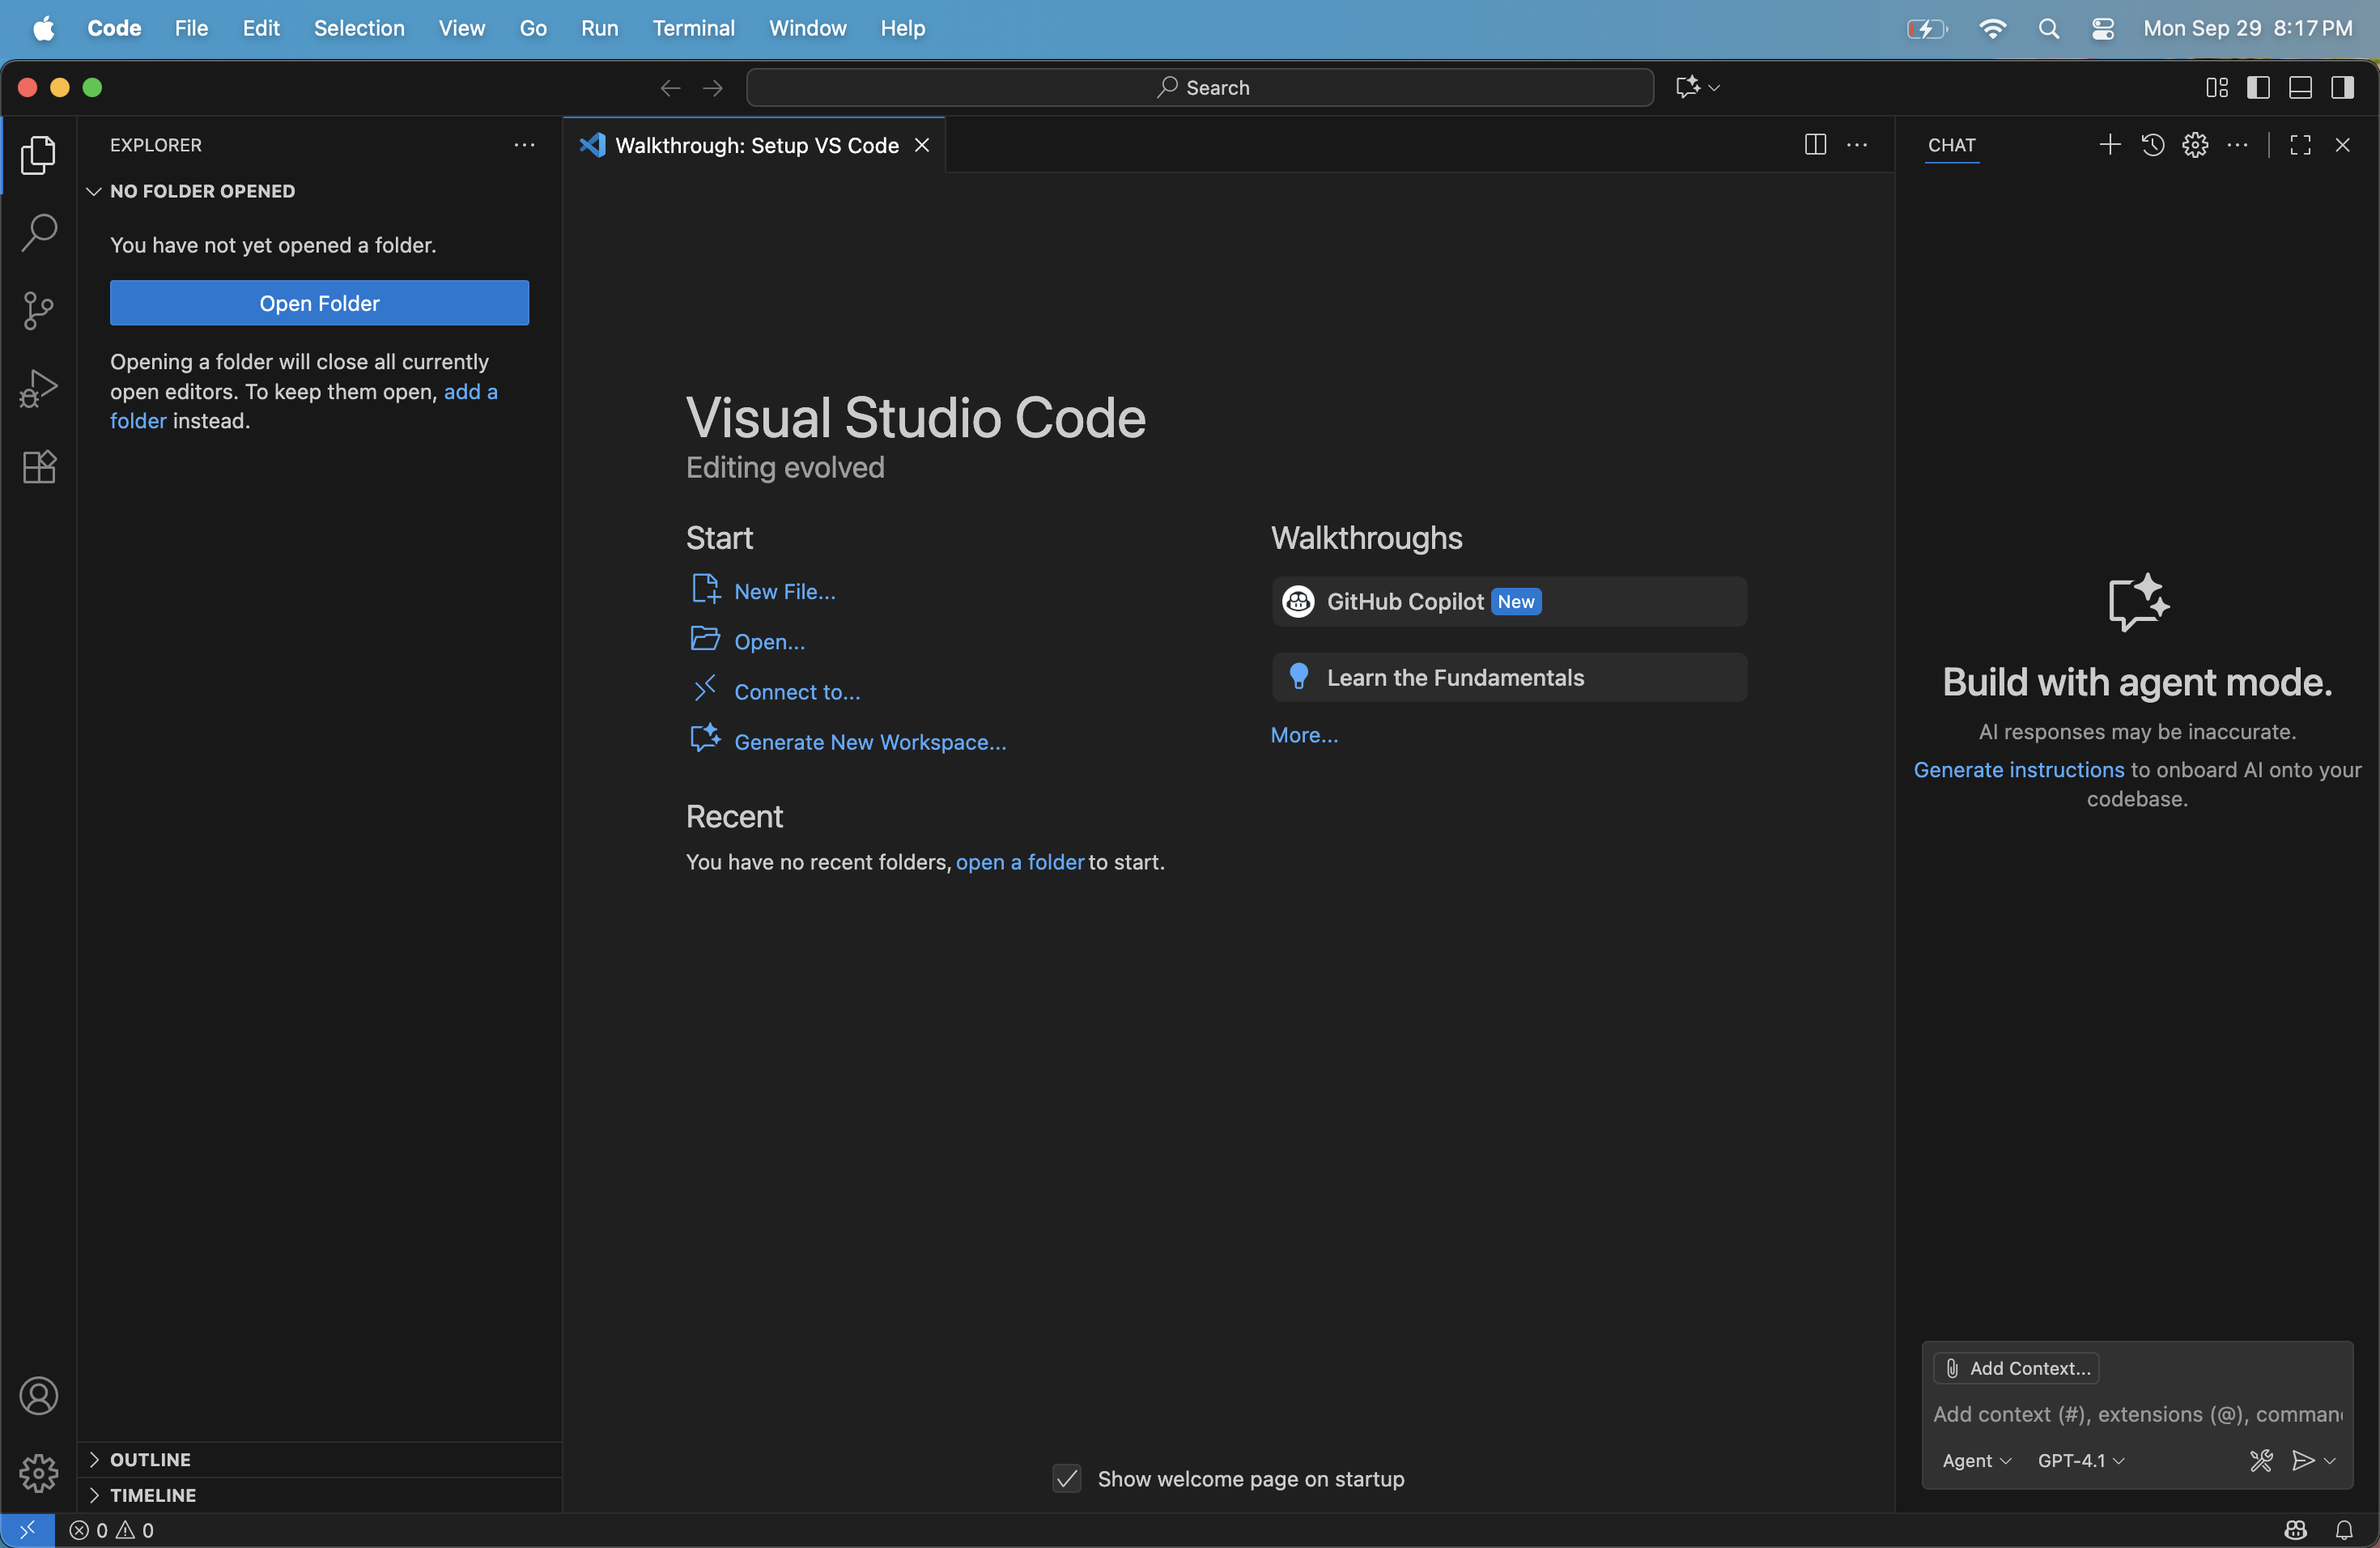 Code File Edit Selection View Go Run Terminal Window Help Mon Sep 29 8:17 PM
Search
EXPLORER
NO FOLDER OPENED
You have not yet opened a folder.
Open Folder
Opening a folder will close all currently
open editors. To keep them open, add a
folder instead.
OUTLINE
TIMELINE
Walkthrough: Setup VS Code
Visual Studio Code
Editing evolved
Start
New File...
Open...
Connect to...
Generate New Workspace...
Recent
You have no recent folders, open a folder to start.
Walkthroughs
GitHub Copilot New
Learn the Fundamentals
More...
Show welcome page on startup
CHAT
Build with agent mode.
AI responses may be inaccurate.
Generate instructions to onboard AI onto your
codebase.
Add Context...
Add context (#), extensions (@), comman
Agent GPT-4.1
0 0